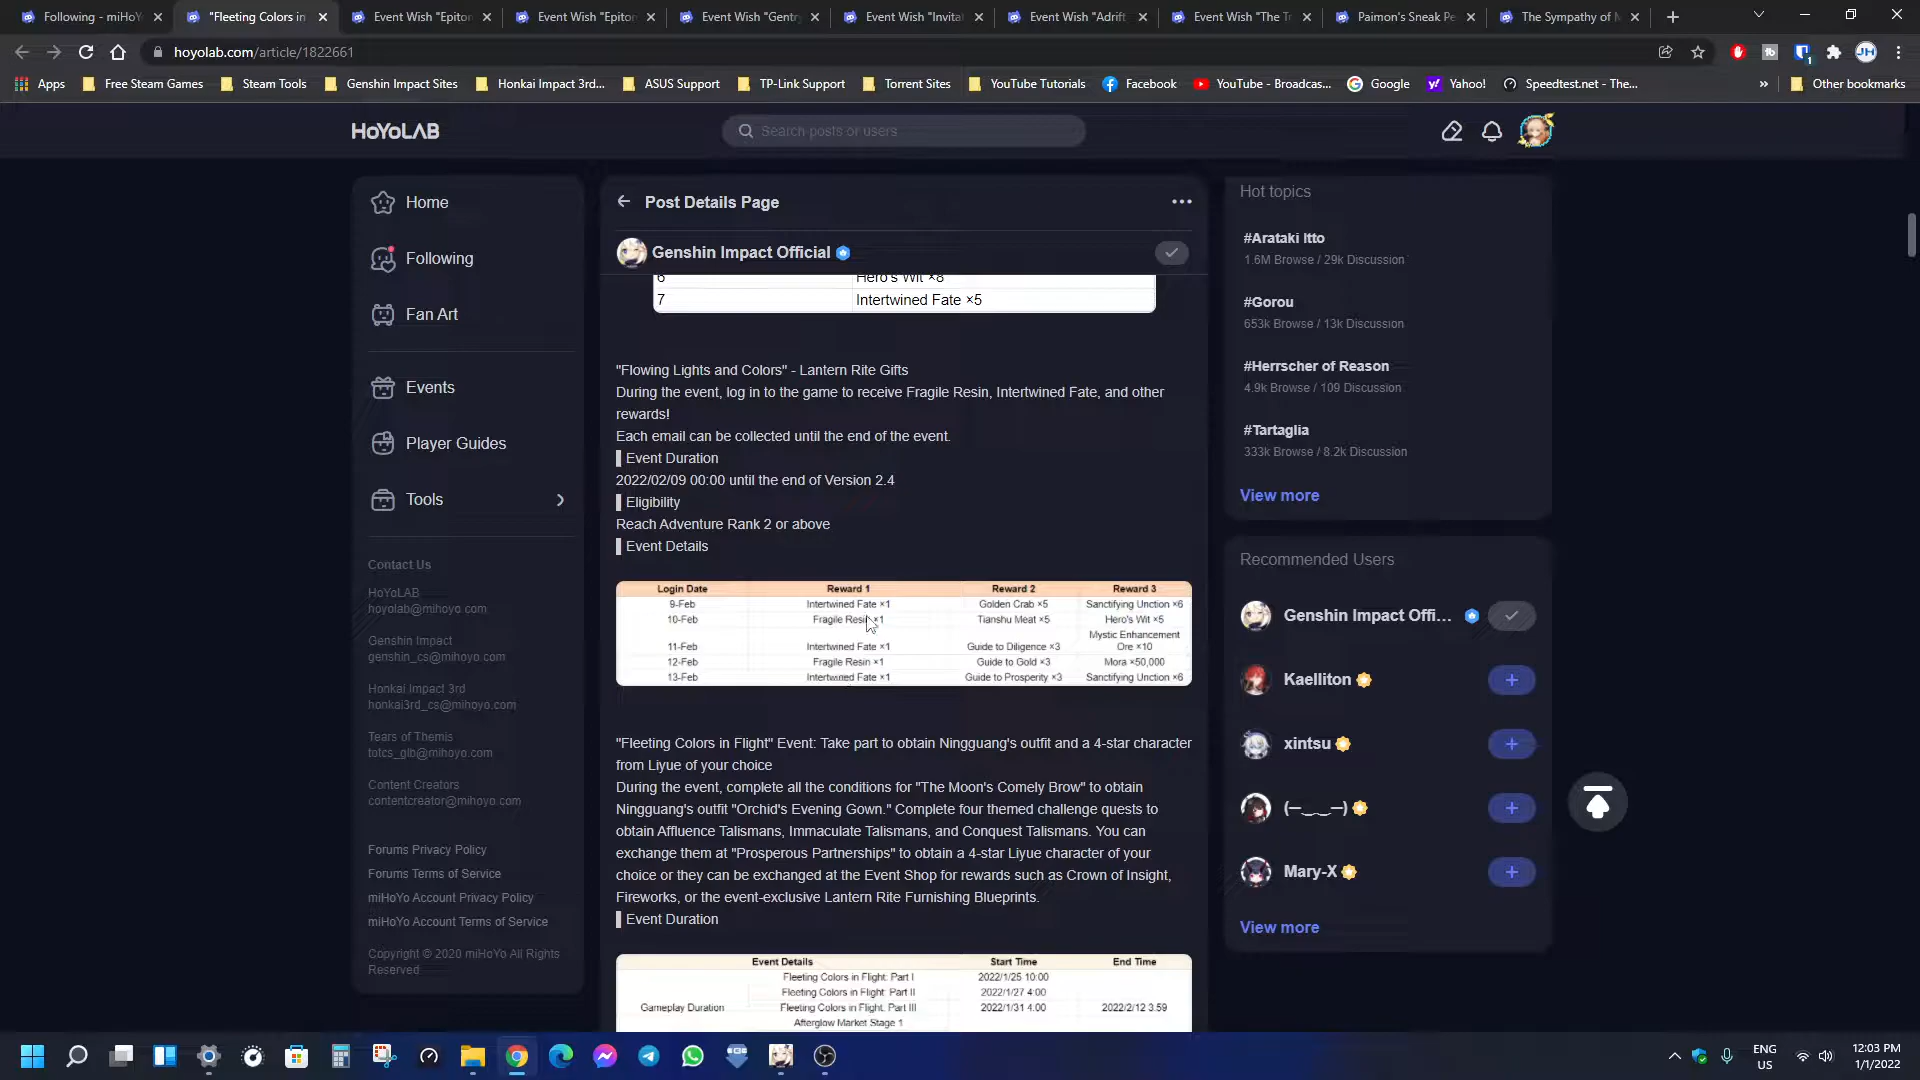 Following - miHoY
"Fleeting Colors in
Event Wish "Epiton
Event Wish "Epiton
Event Wish "Gentry
Event Wish "Invita
Event Wish "Adrift
Event Wish "The T
Paimon's Sneak Pe
The Sympathy of
hoyolab.com/article/1822661
Apps
Free Steam Games
Steam Tools
Genshin Impact Sites
Honkai Impact 3rd...
ASUS Support
TP-Link Support
Torrent Sites
YouTube Tutorials
Facebook
YouTube - Broadcas...
Google
Yahoo!
Speedtest.net - The...
Other bookmarks
HoYoLAB
Search posts or users
Home
Following
Fan Art
Events
Player Guides
Tools
Contact Us
HoYoLAB
hoyolab@mihoyo.com
Genshin Impact
genshin_cs@mihoyo.com
Honkai Impact 3rd
honkai3rd_cs@mihoyo.com
Tears of Themis
totcs_glb@mihoyo.com
Content Creators
contentcreator@mihoyo.com
Forums Privacy Policy
Forums Terms of Service
miHoYo Account Privacy Policy
miHoYo Account Terms of Service
Copyright © 2020 miHoYo All Rights
Reserved
Post Details Page
Genshin Impact Official
6 Hero's Wit ×8
7 Intertwined Fate ×5
"Flowing Lights and Colors" - Lantern Rite Gifts
During the event, log in to the game to receive Fragile Resin, Intertwined Fate, and other
rewards!
Each email can be collected until the end of the event.
▌Event Duration
2022/02/09 00:00 until the end of Version 2.4
▌Eligibility
Reach Adventure Rank 2 or above
▌Event Details
Login Date Reward 1 Reward 2 Reward 3
9-Feb Intertwined Fate ×1 Golden Crab ×5 Sanctifying Unction ×6
10-Feb Fragile Resin ×1 Tianshu Meat ×5 Hero's Wit ×5
11-Feb Intertwined Fate ×1 Guide to Diligence ×3 Mystic Enhancement Ore ×10
12-Feb Fragile Resin ×1 Guide to Gold ×3 Mora ×50,000
13-Feb Intertwined Fate ×1 Guide to Prosperity ×3 Sanctifying Unction ×6
"Fleeting Colors in Flight" Event: Take part to obtain Ningguang's outfit and a 4-star character
from Liyue of your choice
During the event, complete all the conditions for "The Moon's Comely Brow" to obtain
Ningguang's outfit "Orchid's Evening Gown." Complete four themed challenge quests to
obtain Affluence Talismans, Immaculate Talismans, and Conquest Talismans. You can
exchange them at "Prosperous Partnerships" to obtain a 4-star Liyue character of your
choice or they can be exchanged at the Event Shop for rewards such as Crown of Insight,
Fireworks, or the event-exclusive Lantern Rite Furnishing Blueprints.
▌Event Duration
Event Details Start Time End Time
Fleeting Colors in Flight: Part I 2022/1/25 10:00
Fleeting Colors in Flight: Part II 2022/1/27 4:00
Gameplay Duration Fleeting Colors in Flight: Part III 2022/1/31 4:00 2022/2/12 3:59
Afterglow Market Stage 1
Hot topics
#Arataki Itto
1.6M Browse / 29k Discussion
#Gorou
653k Browse / 13k Discussion
#Herrscher of Reason
4.9k Browse / 109 Discussion
#Tartaglia
333k Browse / 8.2k Discussion
View more
Recommended Users
Genshin Impact Offi...
Kaelliton
xintsu
(—._._.—)
Mary-X
View more
ENG
US
12:03 PM
1/1/2022